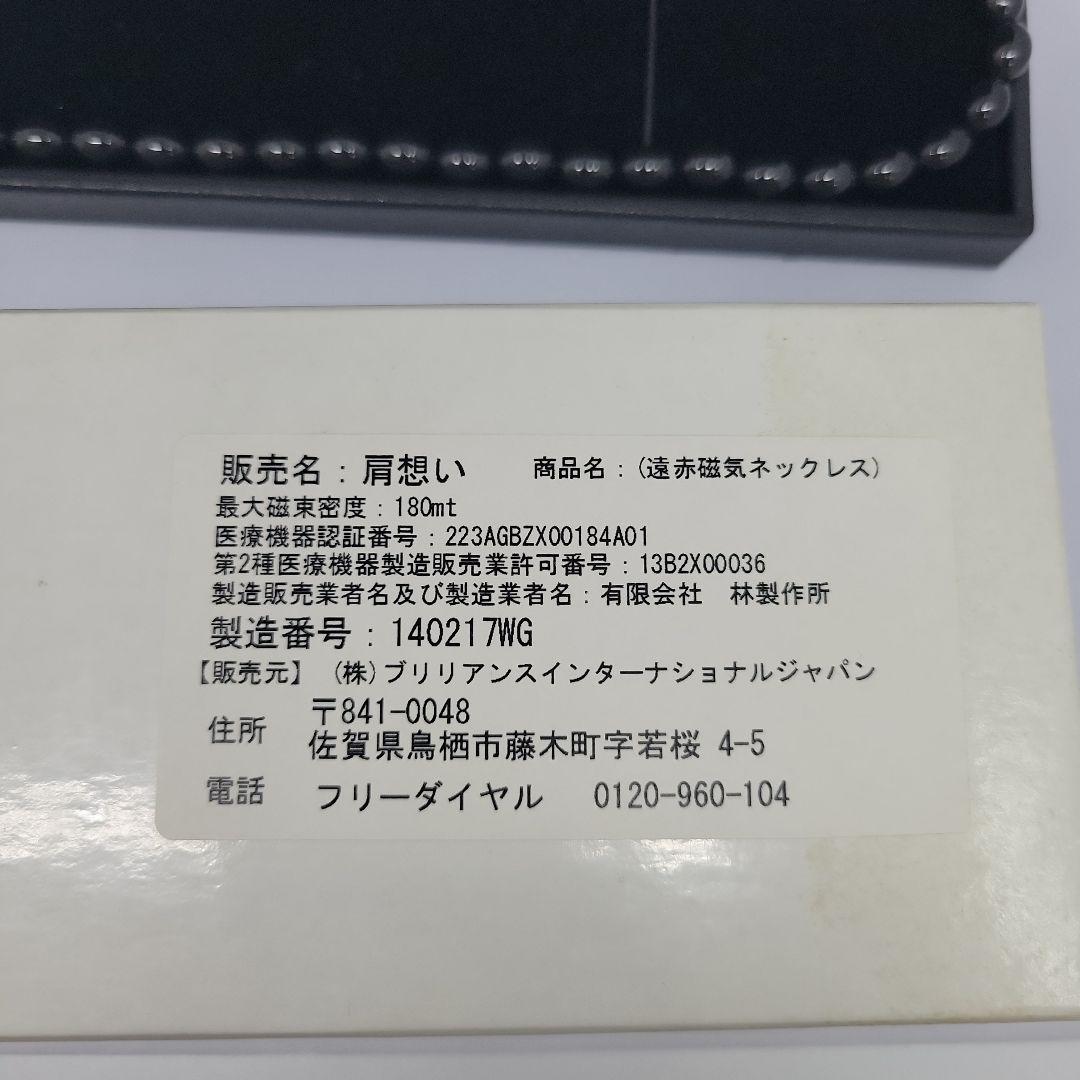 販売名：肩想い　商品名：(遠赤磁気ネックレス)
最大磁束密度：180mt
医療機器認証番号：223AGBZX00184A01
第2種医療機器製造販売業許可番号：13B2X00036
製造販売業者名及び製造業者名：有限会社　林製作所
製造番号：140217WG
【販売元】　(株)ブリリアンスインターナショナルジャパン
住所　〒841-0048
佐賀県鳥栖市藤木町字若桜 4-5
電話　フリーダイヤル　0120-960-104